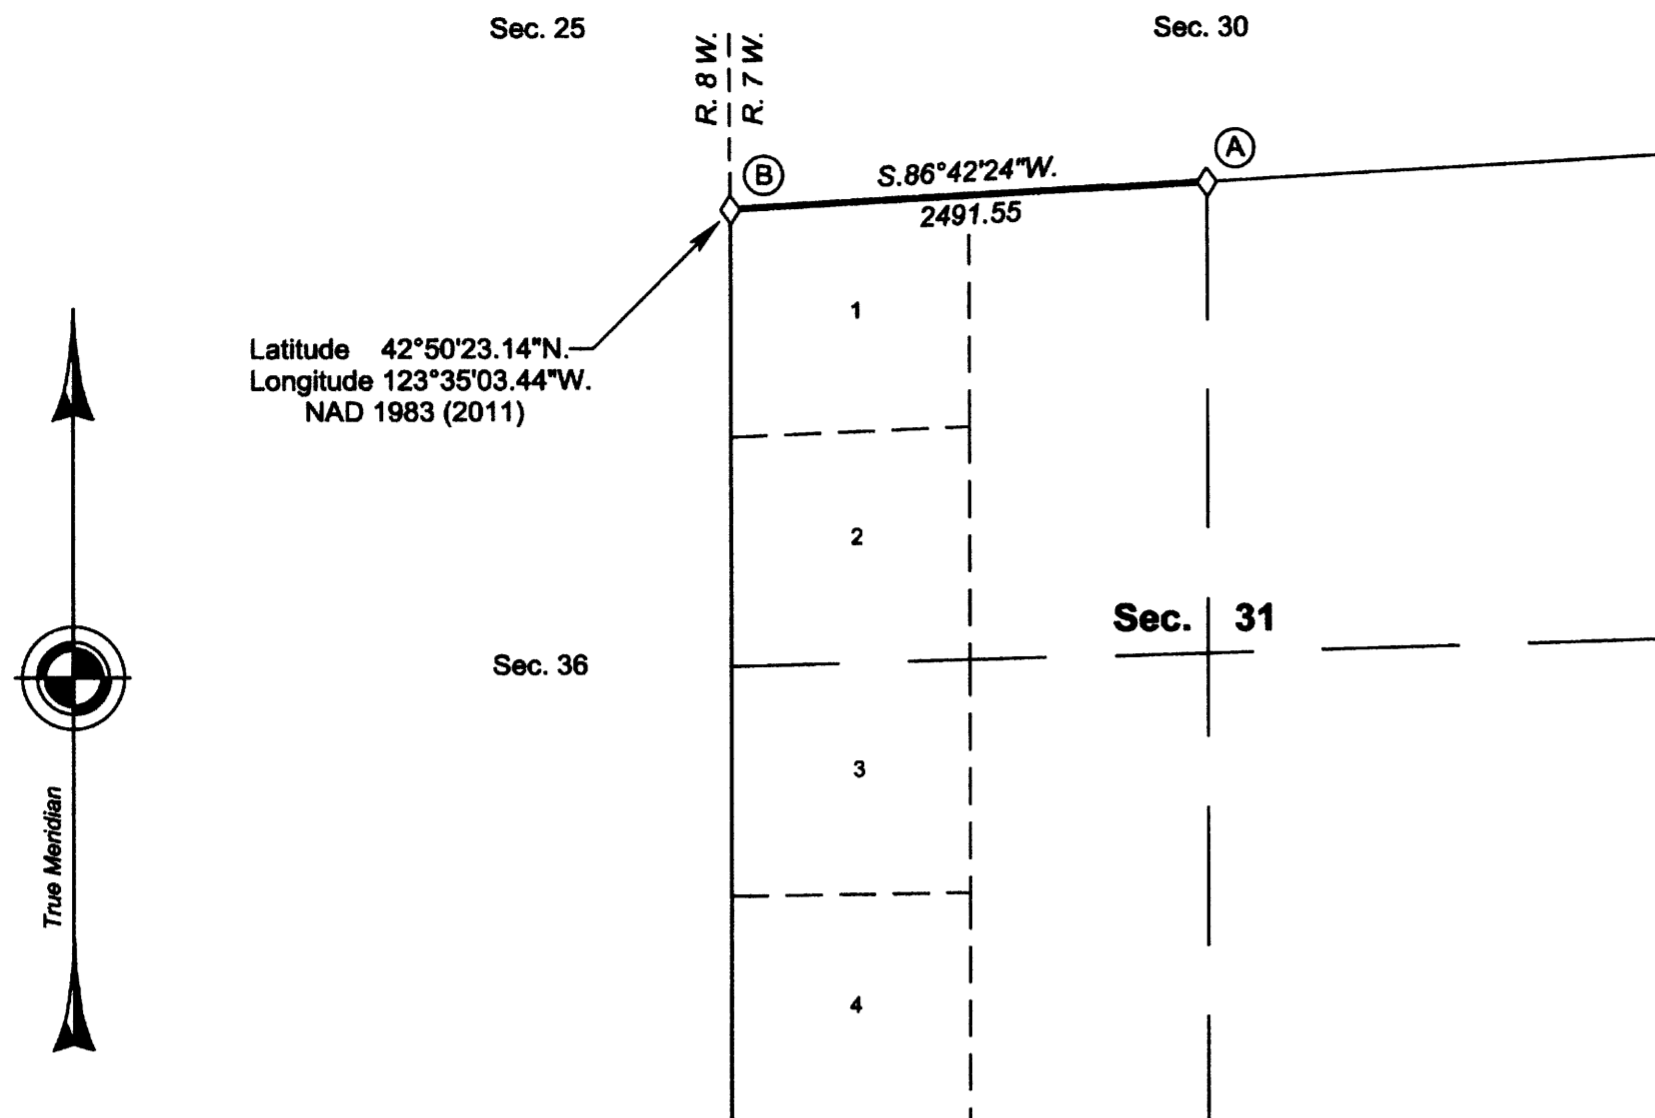 Sec. 25
Sec. 30
R. 8 W.
R. 7 W.
B
A
S.86°42'24"W.
2491.55
1
Latitude 42°50'23.14"N.
Longitude 123°35'03.44"W.
NAD 1983 (2011)
2
Sec. 31
Sec. 36
3
True Meridian
4